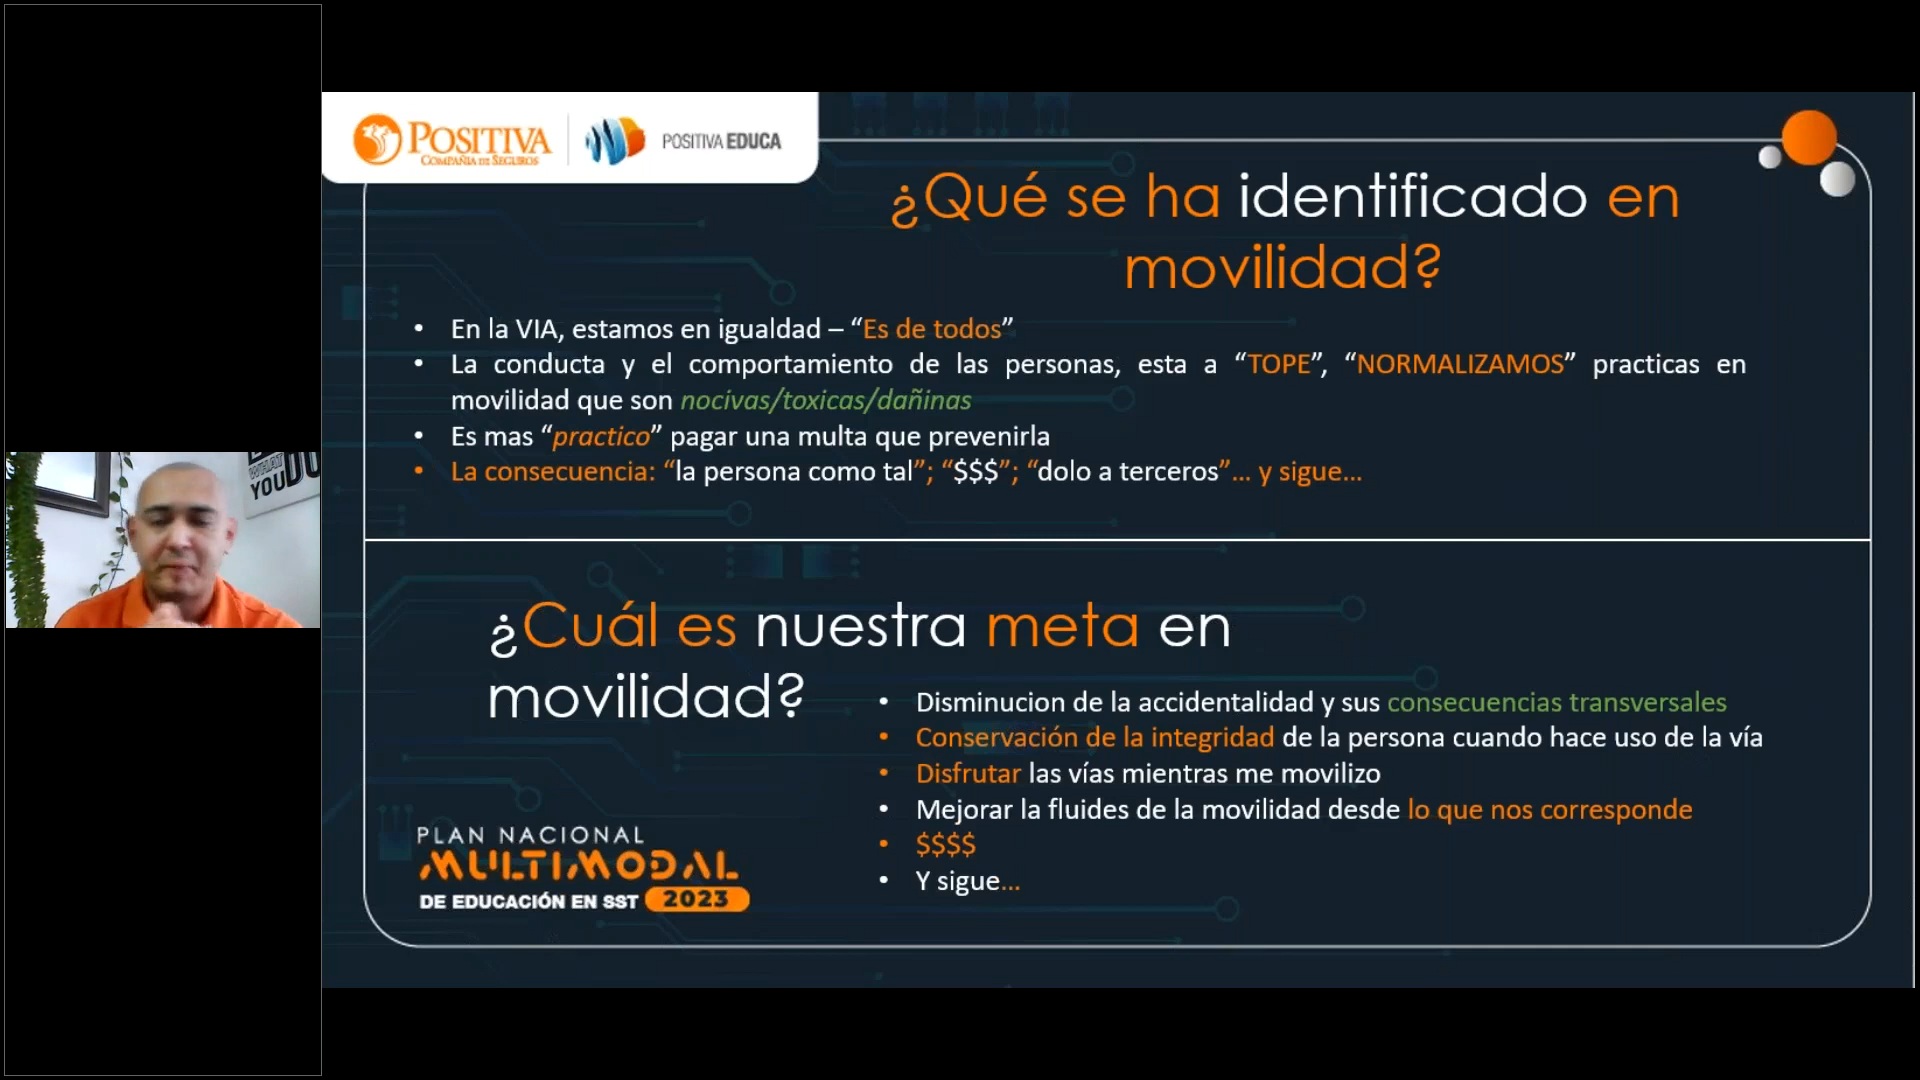 POSITIVA
COMPAÑIA DE SEGUROS
POSITIVA EDUCA
¿Qué se ha identificado en
movilidad?
• En la VIA, estamos en igualdad – “Es de todos”
• La conducta y el comportamiento de las personas, esta a “TOPE”, “NORMALIZAMOS” practicas en
movilidad que son nocivas/toxicas/dañinas
• Es mas “practico” pagar una multa que prevenirla
• La consecuencia: “la persona como tal”; “$$$”; “dolo a terceros”... y sigue...
WHAT
YOU DO
¿Cuál es nuestra meta en
movilidad?
• Disminucion de la accidentalidad y sus consecuencias transversales
• Conservación de la integridad de la persona cuando hace uso de la vía
• Disfrutar las vías mientras me movilizo
• Mejorar la fluides de la movilidad desde lo que nos corresponde
• $$$$
• Y sigue...
PLAN NACIONAL
MULTIMODAL
DE EDUCACIÓN EN SST 2023